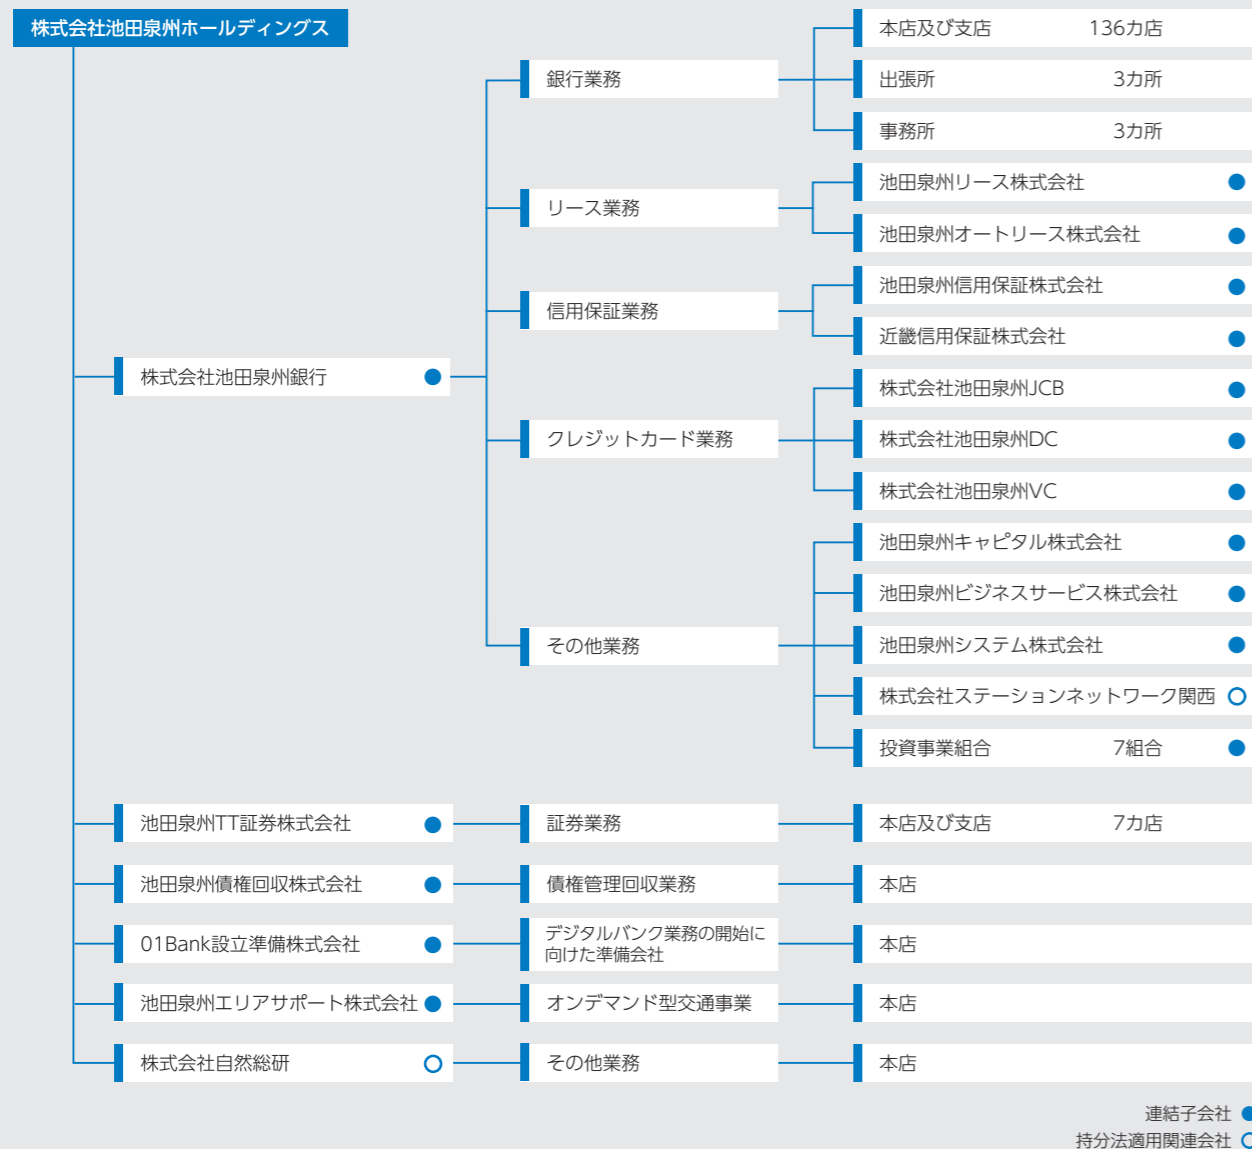 株式会社池田泉州ホールディングス
株式会社池田泉州銀行
銀行業務
本店及び支店 136カ店
出張所 3カ所
事務所 3カ所
リース業務
池田泉州リース株式会社
池田泉州オートリース株式会社
信用保証業務
池田泉州信用保証株式会社
近畿信用保証株式会社
クレジットカード業務
株式会社池田泉州JCB
株式会社池田泉州DC
株式会社池田泉州VC
その他業務
池田泉州キャピタル株式会社
池田泉州ビジネスサービス株式会社
池田泉州システム株式会社
株式会社ステーションネットワーク関西
投資事業組合 7組合
池田泉州TT証券株式会社
証券業務
本店及び支店 7カ店
池田泉州債権回収株式会社
債権管理回収業務
本店
01Bank設立準備株式会社
デジタルバンク業務の開始に
向けた準備会社
本店
池田泉州エリアサポート株式会社
オンデマンド型交通事業
本店
株式会社自然総研
その他業務
本店
連結子会社
持分法適用関連会社